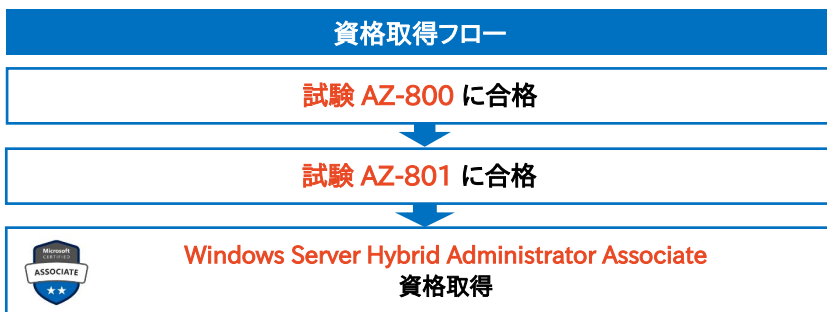 資格取得フロー
試験 AZ-800 に合格
試験 AZ-801 に合格
Microsoft
CERTIFIED
ASSOCIATE
Windows Server Hybrid Administrator Associate
資格取得